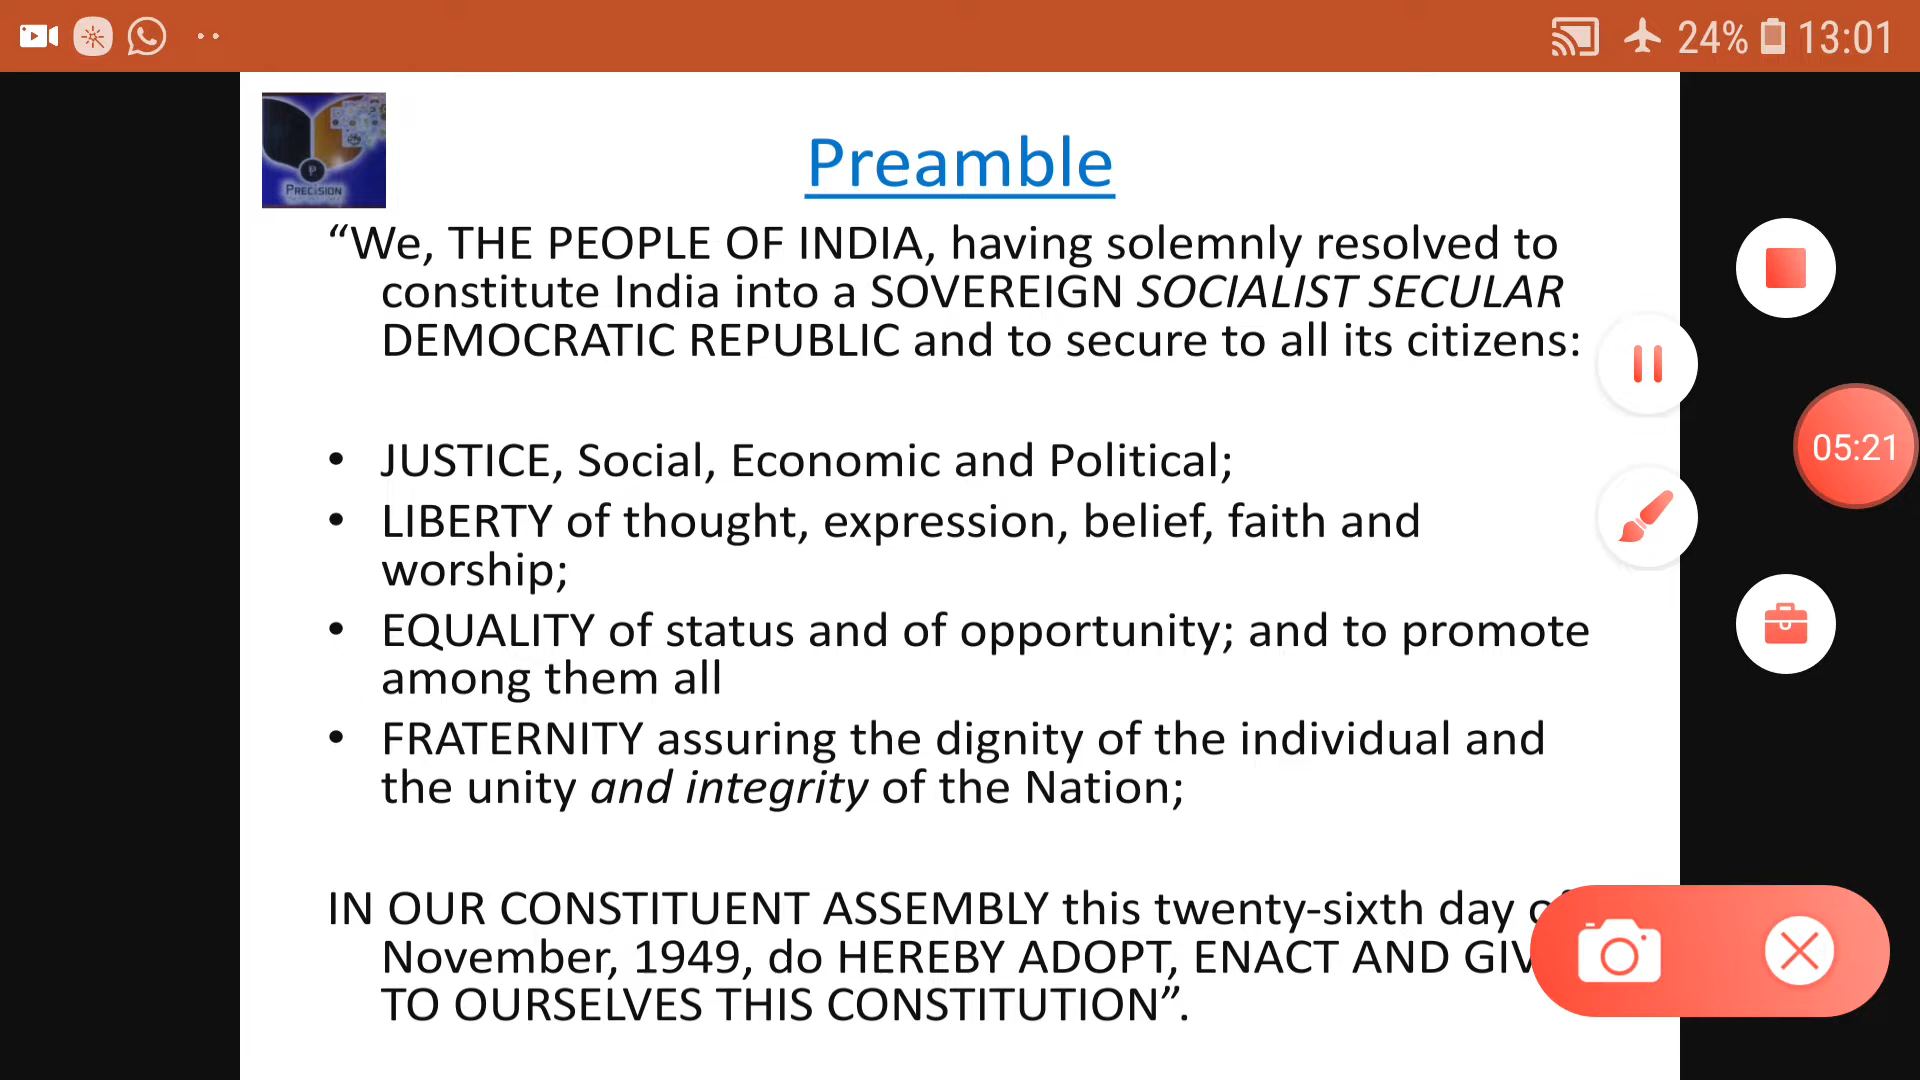 24% 13:01
PRECISION
Preamble
“We, THE PEOPLE OF INDIA, having solemnly resolved to
constitute India into a SOVEREIGN SOCIALIST SECULAR
DEMOCRATIC REPUBLIC and to secure to all its citizens:
• JUSTICE, Social, Economic and Political;
• LIBERTY of thought, expression, belief, faith and
worship;
• EQUALITY of status and of opportunity; and to promote
among them all
• FRATERNITY assuring the dignity of the individual and
the unity and integrity of the Nation;
IN OUR CONSTITUENT ASSEMBLY this twenty-sixth day
November, 1949, do HEREBY ADOPT, ENACT AND
TO OURSELVES THIS CONSTITUTION”.
05:21